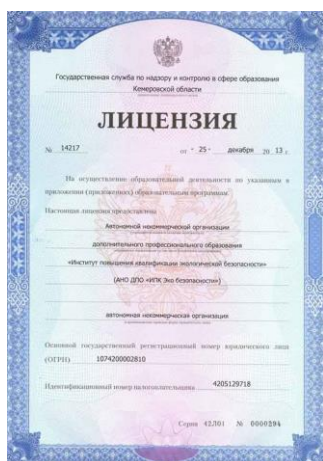 Государственная служба по надзору и контролю в сфере образования
Кемеровской области
ЛИЦЕНЗИЯ
№ 14217 от - 25 - декабря 20 13 г.
На осуществление образовательной деятельности по указанным в
приложении (приложениях) образовательным программам
Настоящая лицензия предоставлена
Автономной некоммерческой организации
дополнительного профессионального образования
«Институт повышения квалификации экологической безопасности»
(АНО ДПО «ИПК Эко безопасности»)
автономная некоммерческая организация
Основной государственный регистрационный номер юридического лица
(ОГРН) 1074200002810
Идентификационный номер налогоплательщика 4205129718
Серия 42Л01 № 0000294